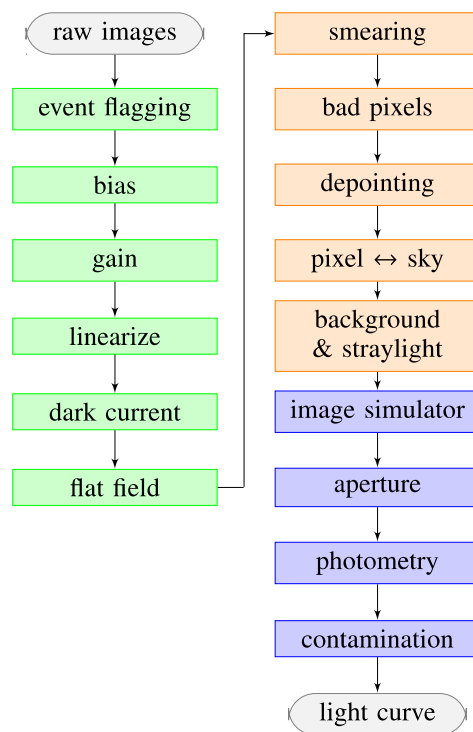 raw images
event flagging
bias
gain
linearize
dark current
flat field
smearing
bad pixels
depointing
pixel ↔ sky
background
& straylight
image simulator
aperture
photometry
contamination
light curve